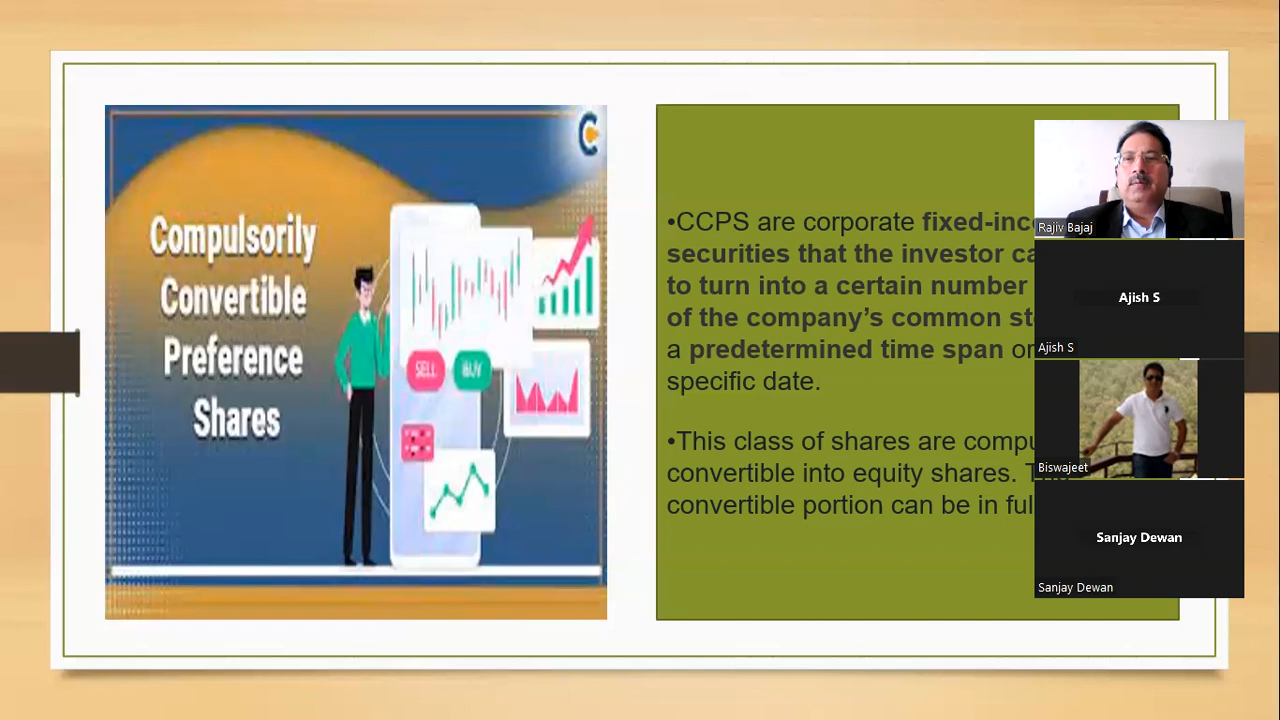 Compulsorily
Convertible
Preference
Shares
SELL
BUY
•CCPS are corporate fixed-inc
securities that the investor ca
to turn into a certain number
of the company’s common st
a predetermined time span or
specific date.
•This class of shares are compu
convertible into equity shares.
convertible portion can be in ful
Rajiv Bajaj
Ajish S
Ajish S
Biswajeet
Sanjay Dewan
Sanjay Dewan